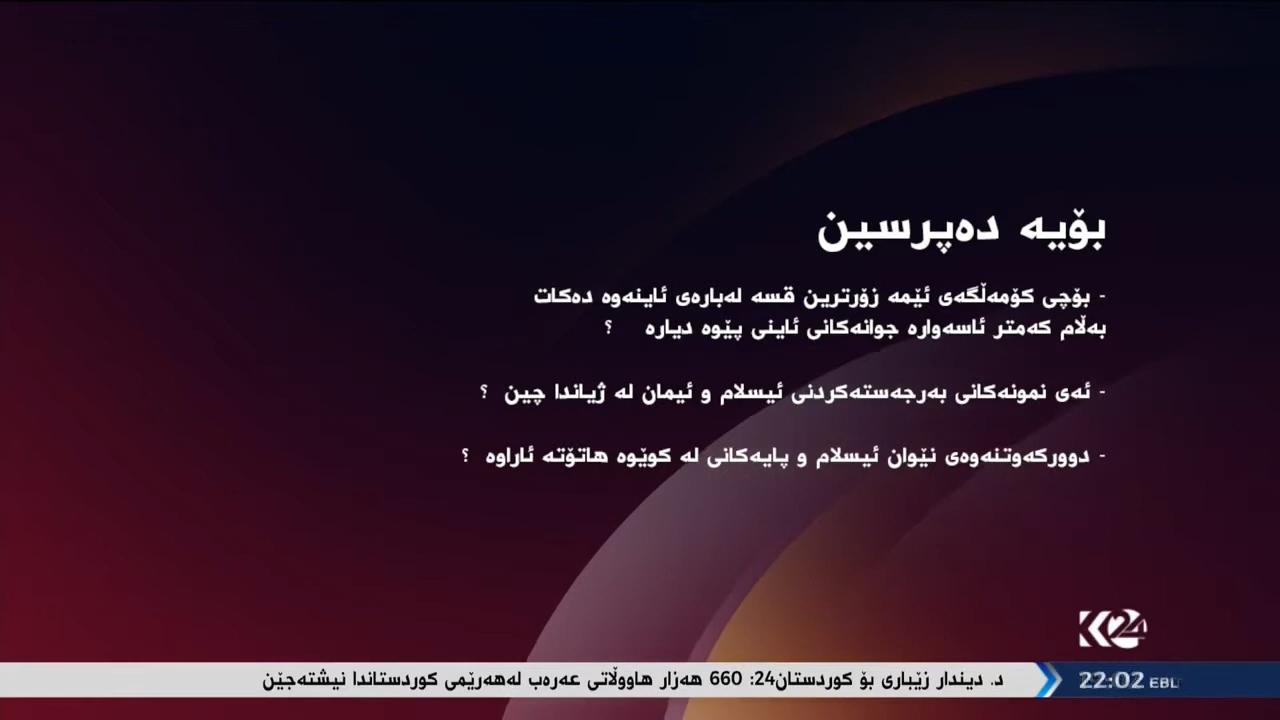 بۆیە دەپرسین
- بۆچی کۆمەڵگەی ئێمە زۆرترین قسە لەبارەی ئاینەوە دەکات
بەڵام کەمتر ئاسەوارە جوانەکانی ئاینی پێوە دیارە ؟
- ئەی نمونەکانی بەرجەستەکردنی ئیسلام و ئیمان لە ژیاندا چین ؟
- دوورکەوتنەوەی نێوان ئیسلام و پایەکانی لە کوێوە هاتۆتە ئاراوە ؟
K24
د. دیندار زێباری بۆ کوردستان24: 660 هەزار هاووڵاتی عەرەب لەهەرێمی کوردستاندا نیشتەجێن
22:02 EBL